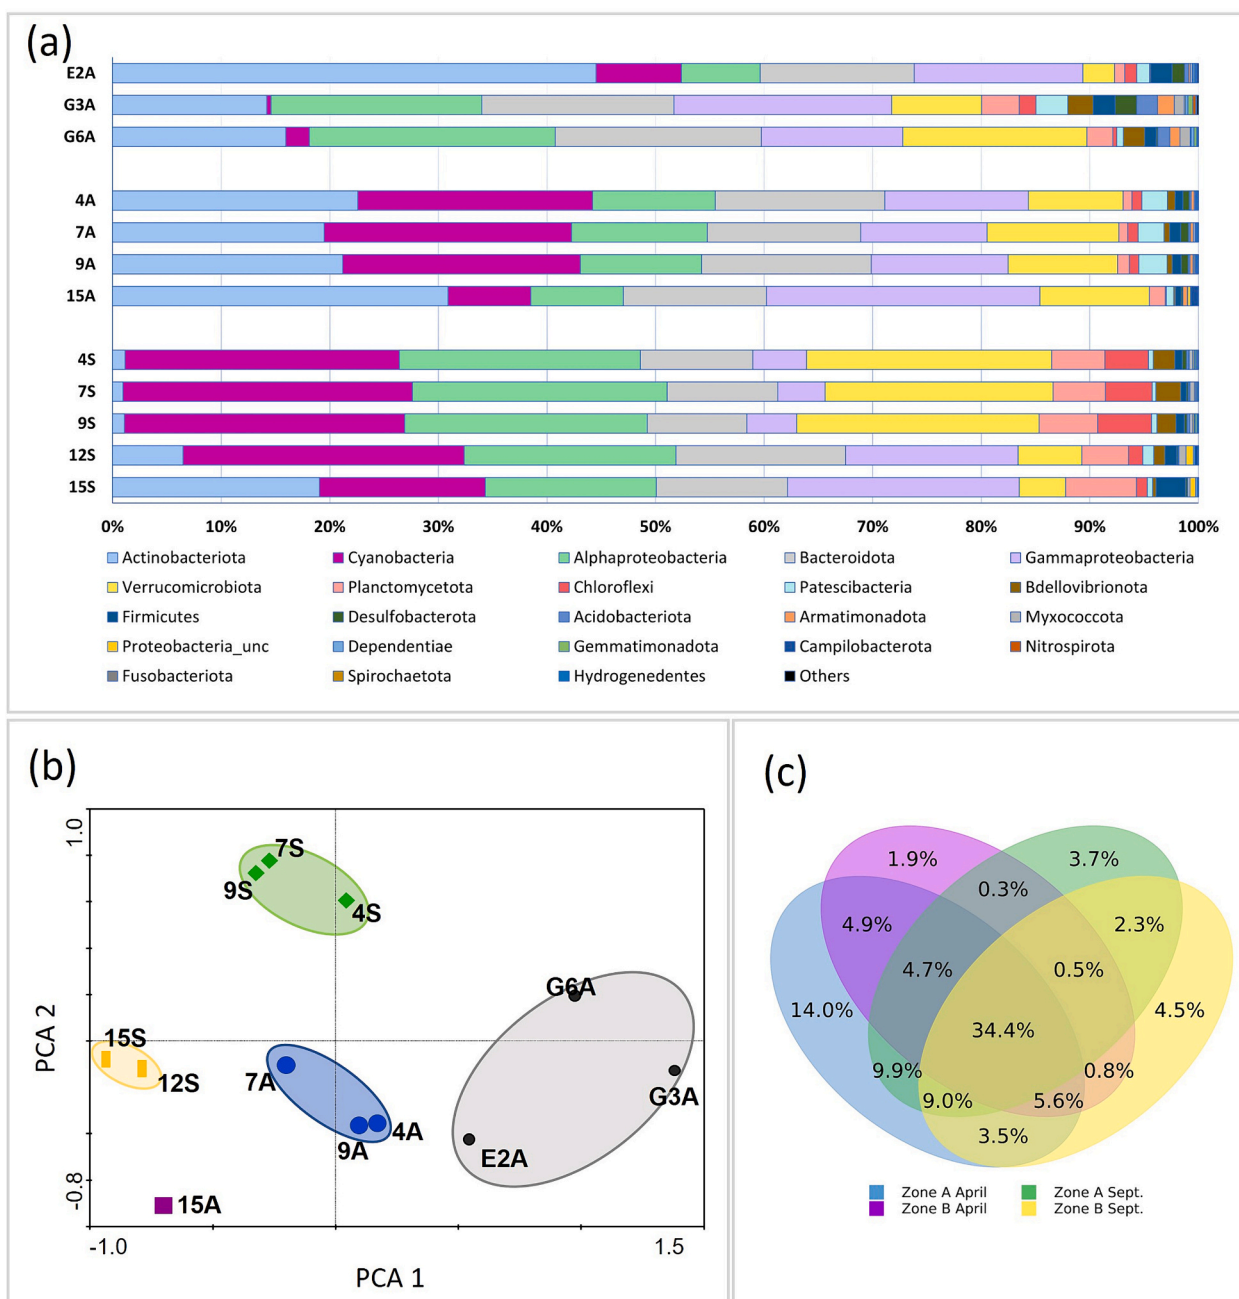 (a)
E2A
G3A
G6A
4A
7A
9A
15A
4S
7S
9S
12S
15S
0% 10% 20% 30% 40% 50% 60% 70% 80% 90% 100%
Actinobacteriota Cyanobacteria Alphaproteobacteria Bacteroidota Gammaproteobacteria
Verrucomicrobiota Planctomycetota Chloroflexi Patescibacteria Bdellovibrionota
Firmicutes Desulfobacterota Acidobacteriota Armatimonadota Myxococcota
Proteobacteria_unc Dependentiae Gemmatimonadota Campilobacterota Nitrospirota
Fusobacteriota Spirochaetota Hydrogenedentes Others
(b)
1.0
7S
9S
4S
G6A
15S
12S
7A
G3A
4A
9A
E2A
15A
-0.8
PCA 2
-1.0 1.5
PCA 1
(c)
1.9% 3.7%
0.3%
4.9% 2.3%
4.7% 0.5%
14.0% 4.5%
34.4%
9.9% 0.8%
9.0% 5.6%
3.5%
Zone A April Zone A Sept.
Zone B April Zone B Sept.